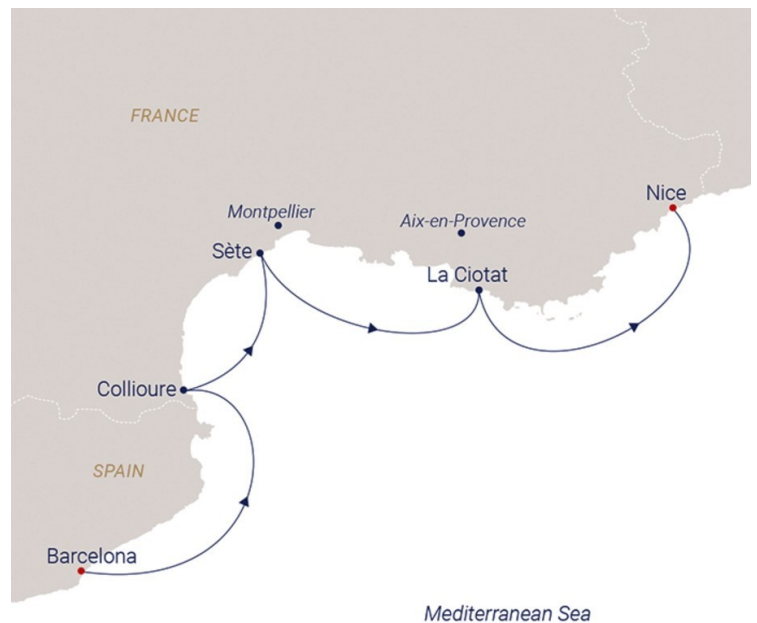 FRANCE
Nice
Montpellier
Aix-en-Provence
Sète
La Ciotat
Collioure
SPAIN
Barcelona
Mediterranean Sea